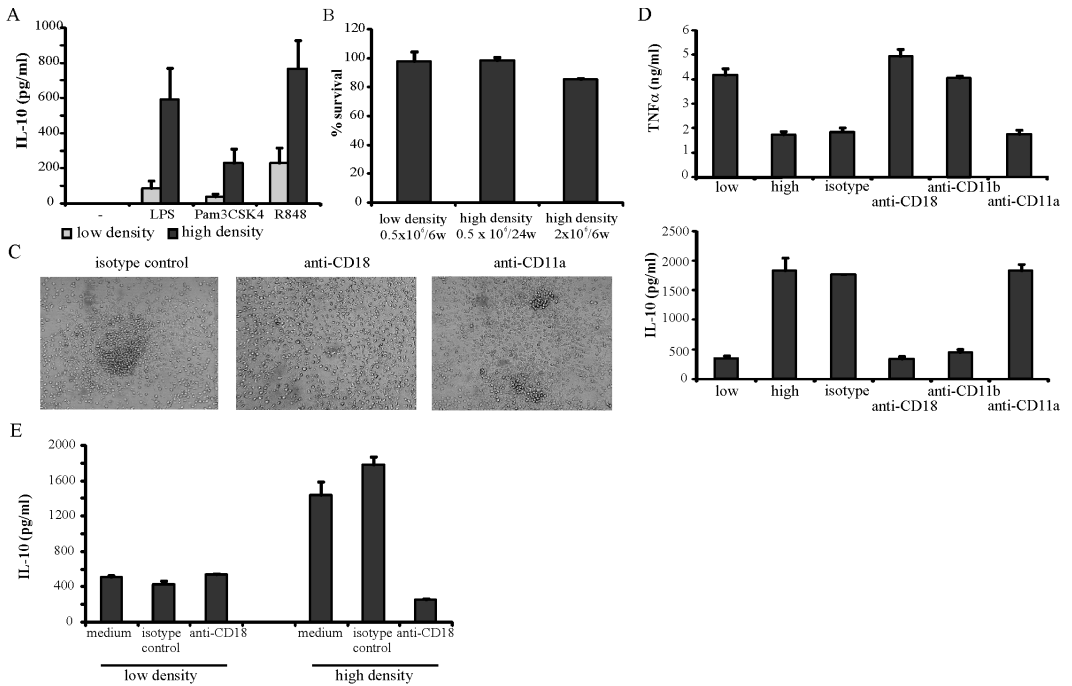 A
IL-10 (pg/ml)
1000
800
600
400
200
0
- LPS Pam3CSK4 R848
low density high density
B
% survival
120
100
80
60
40
20
0
low density high density high density
0.5x10⁶/6w 0.5 x 10⁶/24w 2x10⁶/6w
C
isotype control anti-CD18 anti-CD11a
D
TNFα (ng/ml)
6
5
4
3
2
1
0
low high isotype anti-CD18 anti-CD11b anti-CD11a
IL-10 (pg/ml)
2500
2000
1500
1000
500
0
low high isotype anti-CD18 anti-CD11b anti-CD11a
E
IL-10 (pg/ml)
2000
1600
1200
800
400
0
medium isotype control anti-CD18 medium isotype control anti-CD18
low density high density